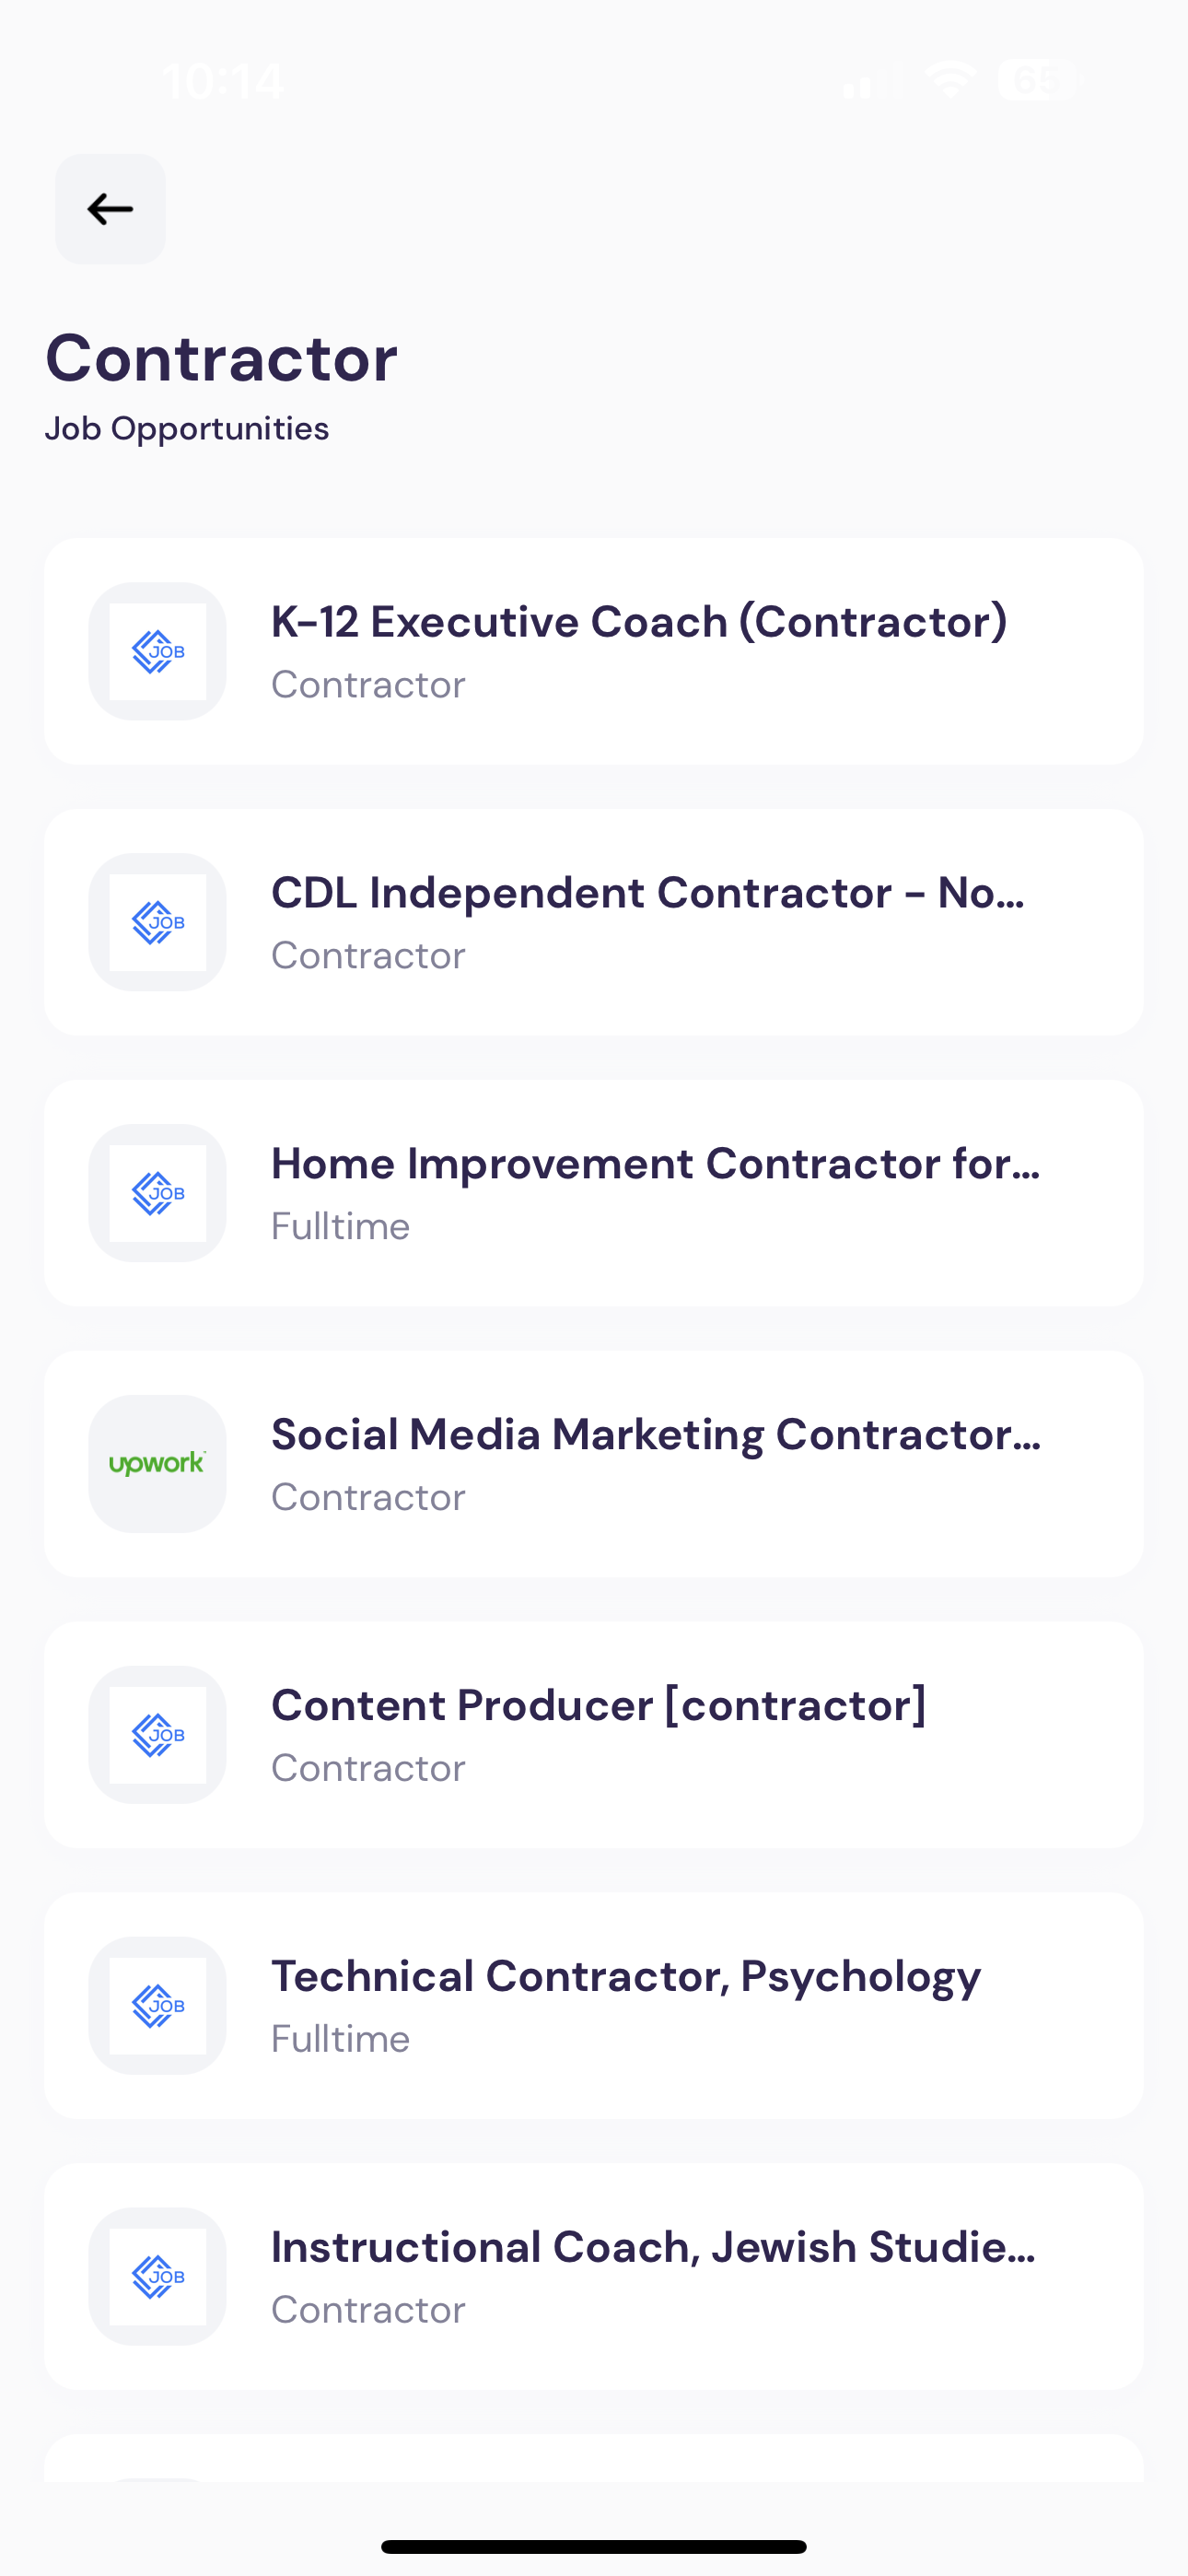 10:14
65
Contractor
Job Opportunities
JOB
K-12 Executive Coach (Contractor)
Contractor
JOB
CDL Independent Contractor - No...
Contractor
JOB
Home Improvement Contractor for...
Fulltime
upwork
Social Media Marketing Contractor...
Contractor
JOB
Content Producer [contractor]
Contractor
JOB
Technical Contractor, Psychology
Fulltime
JOB
Instructional Coach, Jewish Studie...
Contractor